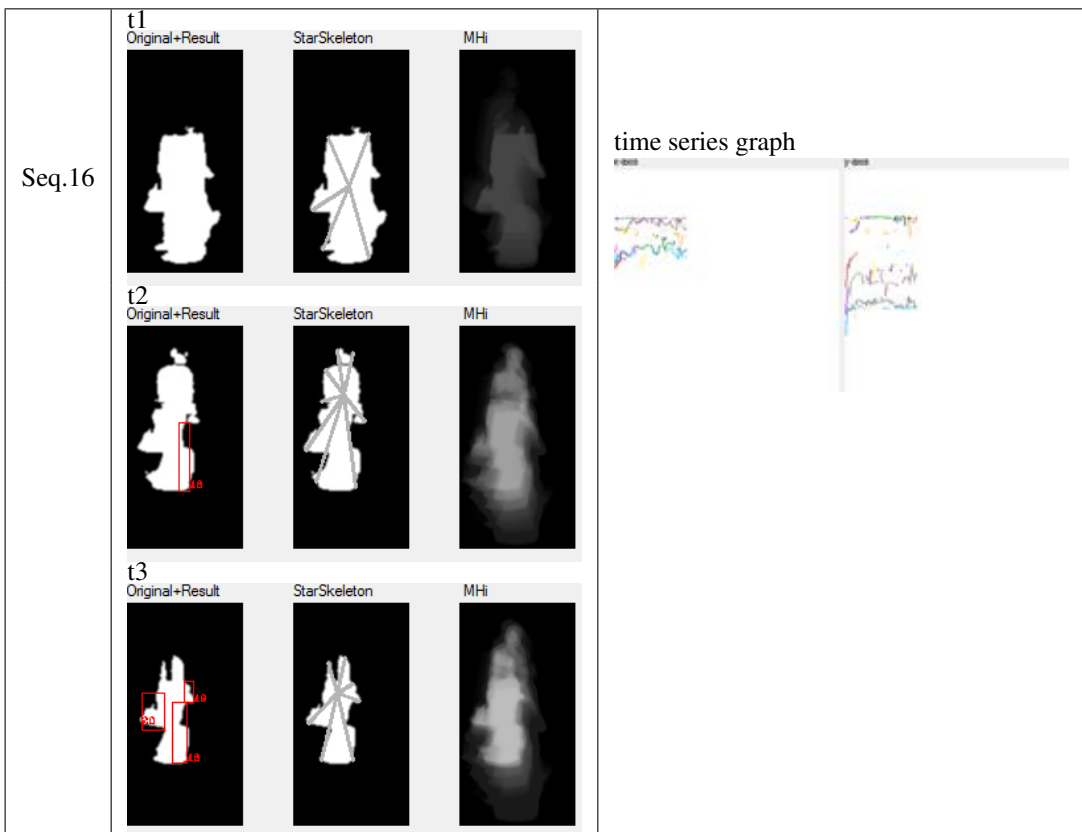 Seq.16
t1
Original+Result StarSkeleton MHi
t2
Original+Result StarSkeleton MHi
t3
Original+Result StarSkeleton MHi
time series graph